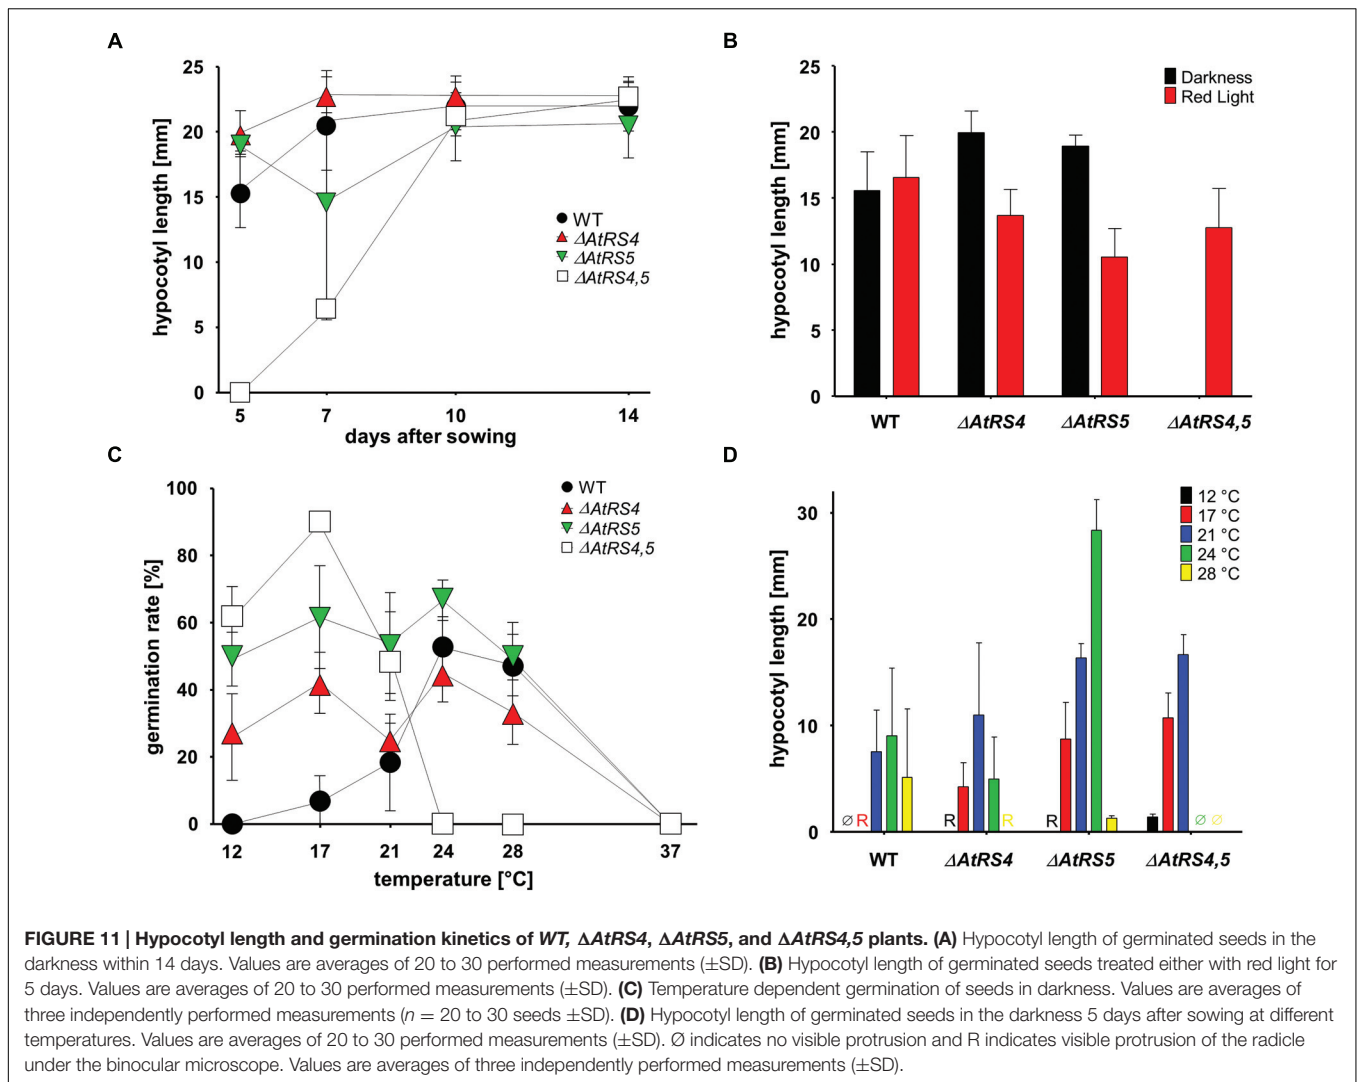 A
25
20
15
10
5
0
hypocotyl length [mm]
5 7 10 14
days after sowing
WT
ΔAtRS4
ΔAtRS5
ΔAtRS4,5
B
25
20
15
10
5
0
hypocotyl length [mm]
Darkness
Red Light
WT ΔAtRS4 ΔAtRS5 ΔAtRS4,5
C
100
80
60
40
20
0
germination rate [%]
12 17 21 24 28 37
temperature [°C]
WT
ΔAtRS4
ΔAtRS5
ΔAtRS4,5
D
30
20
10
0
hypocotyl length [mm]
12 °C
17 °C
21 °C
24 °C
28 °C
Ø R R R R Ø Ø
WT ΔAtRS4 ΔAtRS5 ΔAtRS4,5
FIGURE 11 | Hypocotyl length and germination kinetics of WT, ΔAtRS4, ΔAtRS5, and ΔAtRS4,5 plants. (A) Hypocotyl length of germinated seeds in the
darkness within 14 days. Values are averages of 20 to 30 performed measurements (±SD). (B) Hypocotyl length of germinated seeds treated either with red light for
5 days. Values are averages of 20 to 30 performed measurements (±SD). (C) Temperature dependent germination of seeds in darkness. Values are averages of
three independently performed measurements (n = 20 to 30 seeds ±SD). (D) Hypocotyl length of germinated seeds in the darkness 5 days after sowing at different
temperatures. Values are averages of 20 to 30 performed measurements (±SD). Ø indicates no visible protrusion and R indicates visible protrusion of the radicle
under the binocular microscope. Values are averages of three independently performed measurements (±SD).